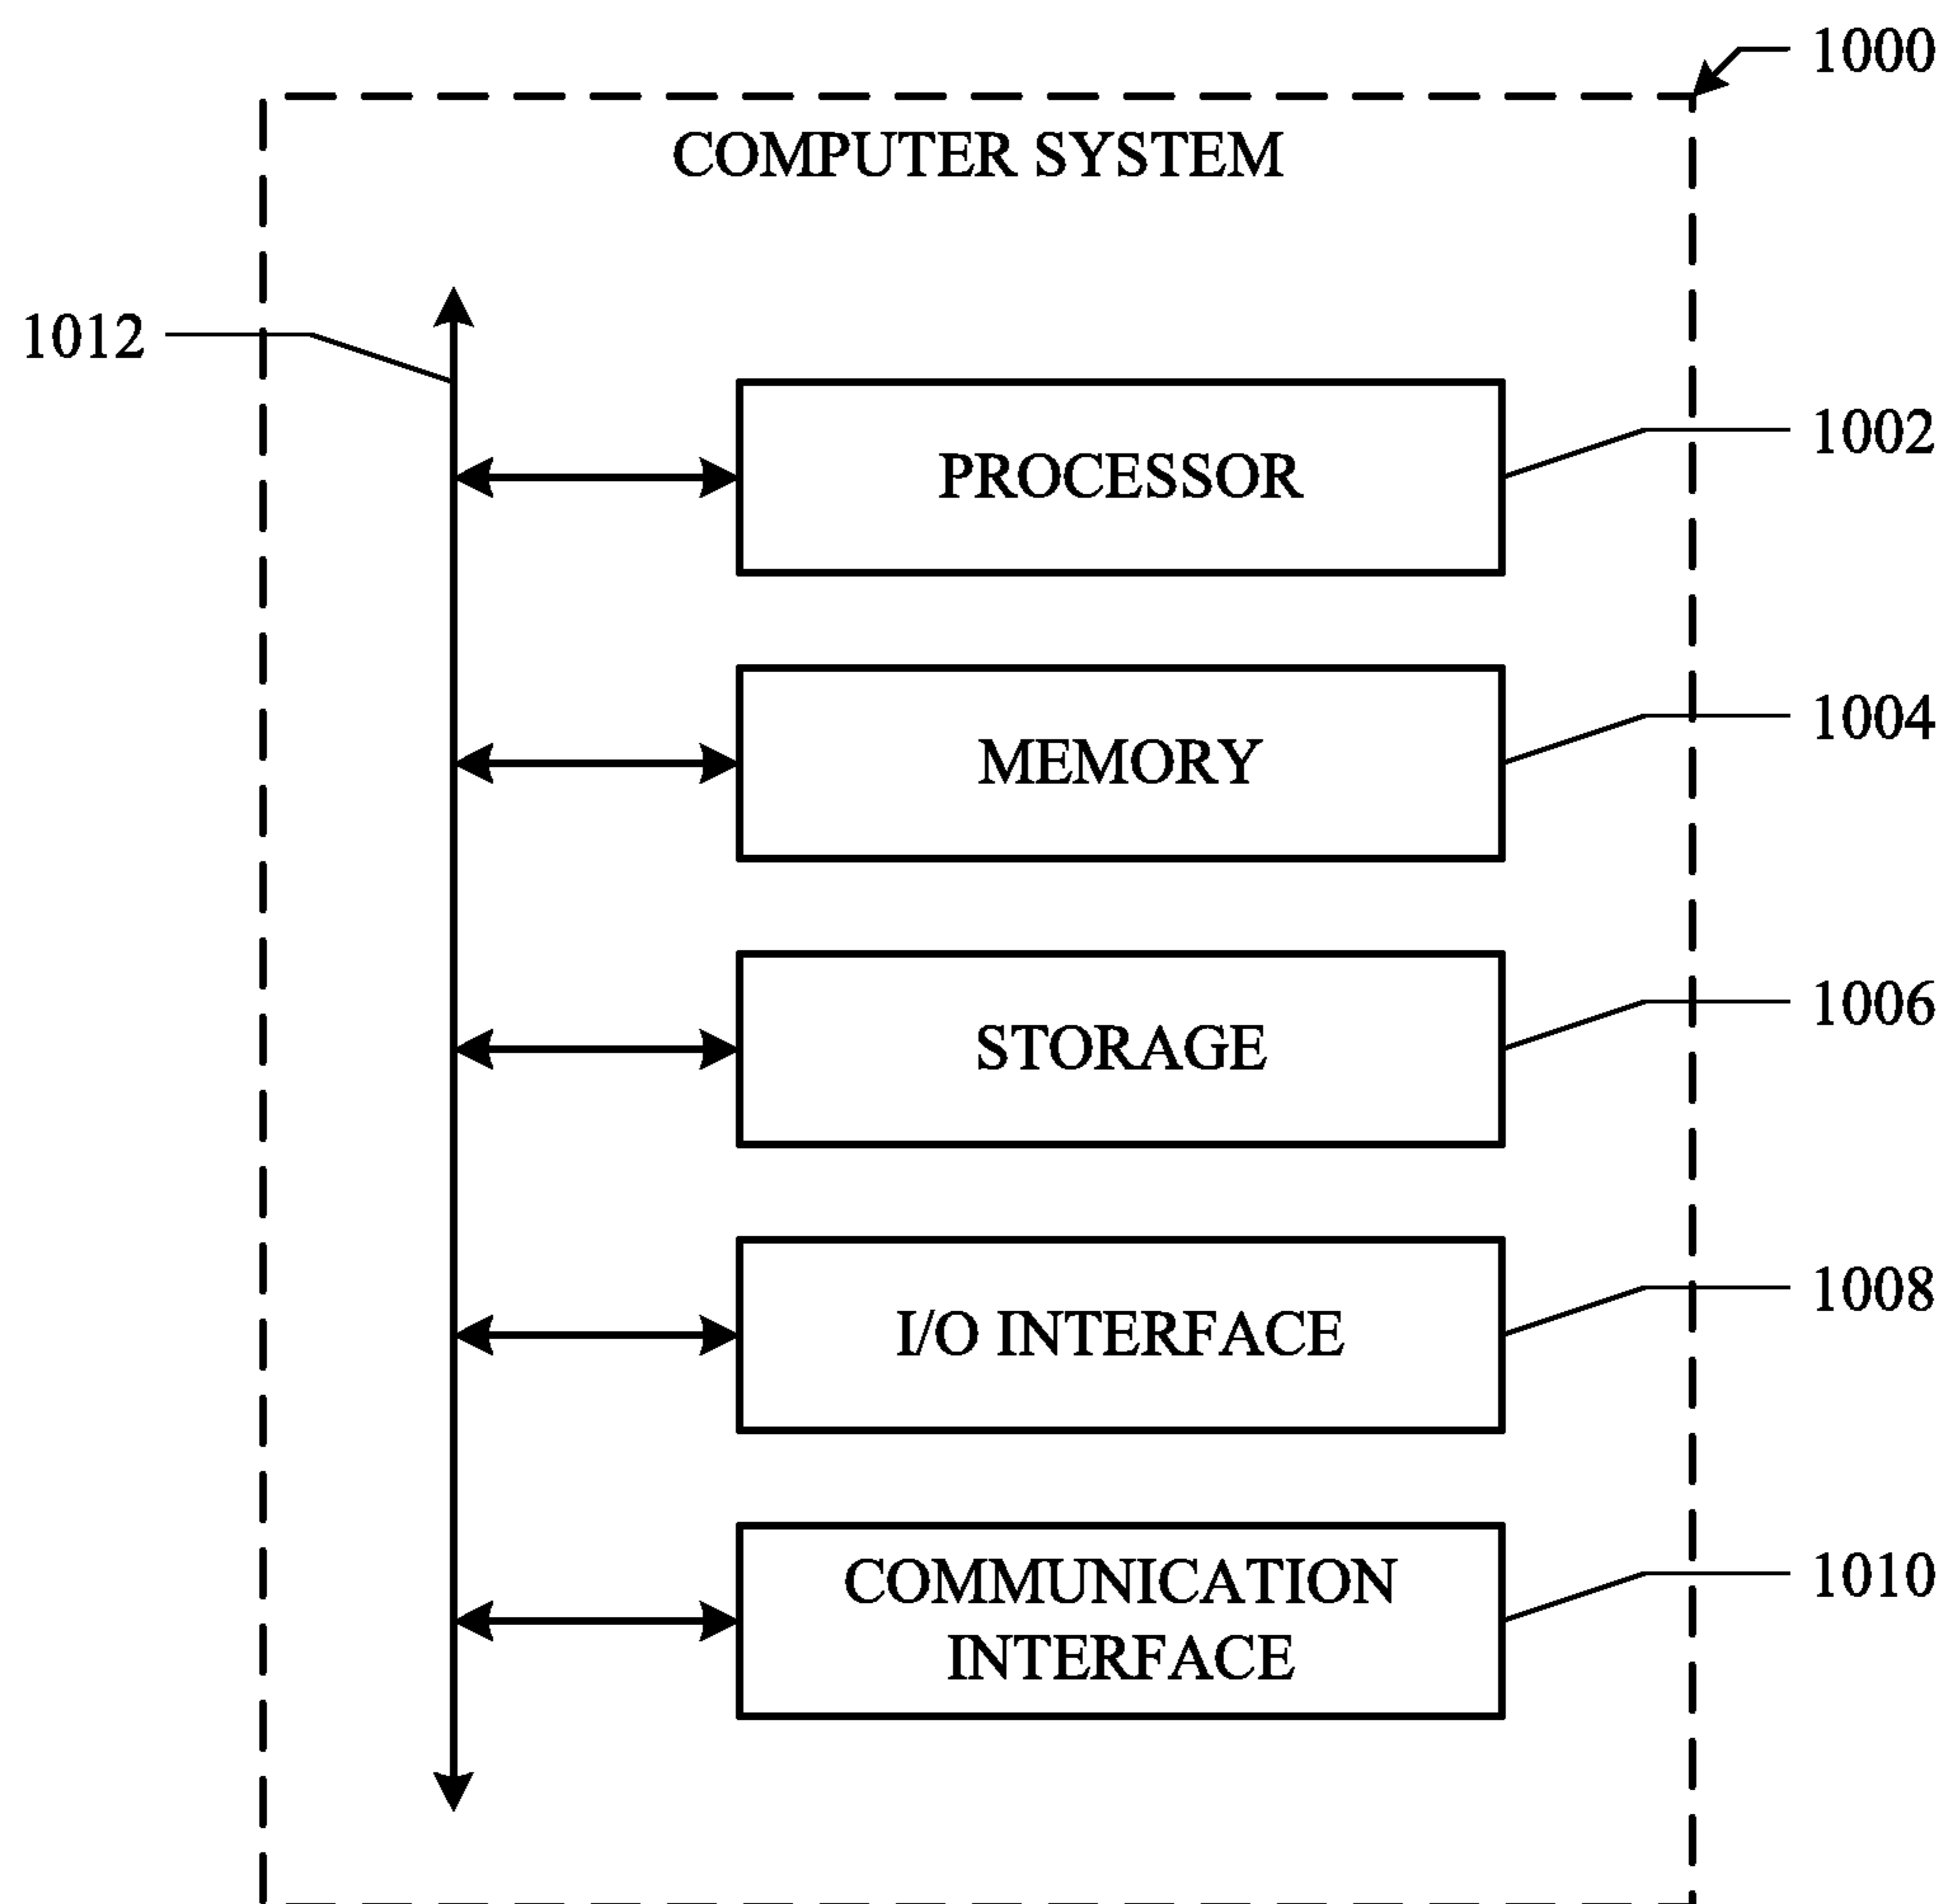 1000
COMPUTER SYSTEM
1012
PROCESSOR
1002
MEMORY
1004
STORAGE
1006
I/O INTERFACE
1008
COMMUNICATION
INTERFACE
1010